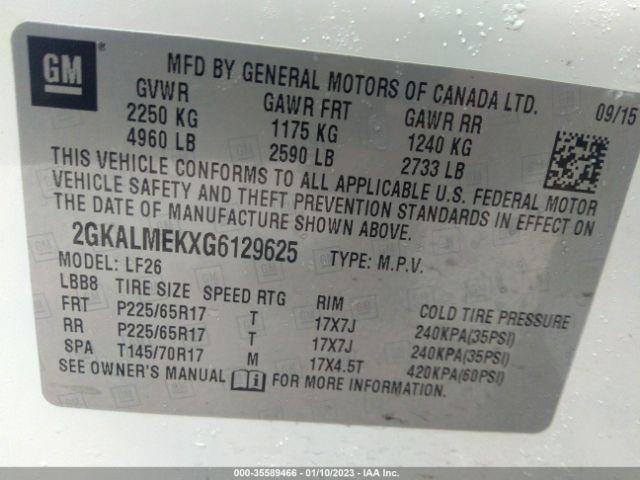 GM ®
MFD BY GENERAL MOTORS OF CANADA LTD.
09/15
GVWR GAWR FRT GAWR RR
2250 KG 1175 KG 1240 KG
4960 LB 2590 LB 2733 LB
THIS VEHICLE CONFORMS TO ALL APPLICABLE U.S. FEDERAL MOTOR
VEHICLE SAFETY AND THEFT PREVENTION STANDARDS IN EFFECT ON
THE DATE OF MANUFACTURE SHOWN ABOVE.
2GKALMEKXG6129625 TYPE: M.P.V.
MODEL: LF26
LBB8 TIRE SIZE SPEED RTG RIM COLD TIRE PRESSURE
FRT P225/65R17 T 17X7J 240KPA(35PSI)
RR P225/65R17 T 17X7J 240KPA(35PSI)
SPA T145/70R17 M 17X4.5T 420KPA(60PSI)
SEE OWNER'S MANUAL FOR MORE INFORMATION.
000-35589466 - 01/10/2023 - IAA Inc.